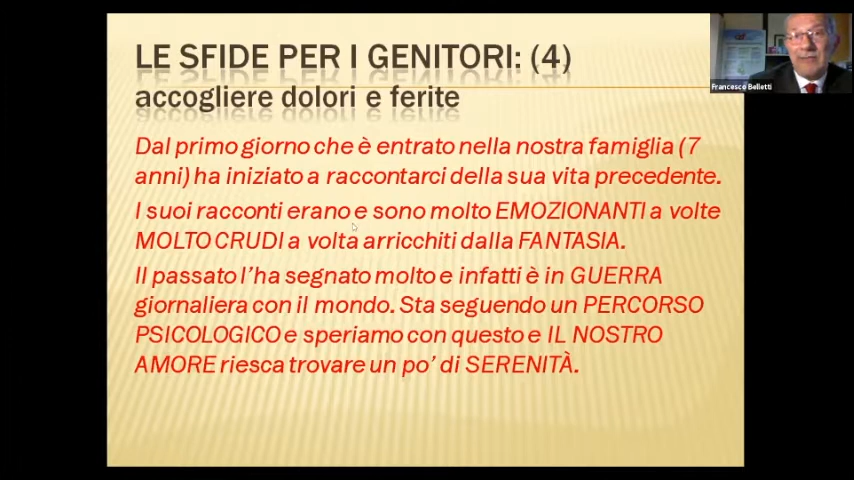 LE SFIDE PER I GENITORI: (4)
accogliere dolori e ferite
Francesco Belletti
Dal primo giorno che è entrato nella nostra famiglia (7
anni) ha iniziato a raccontarci della sua vita precedente.
I suoi racconti erano e sono molto EMOZIONANTI a volte
MOLTO CRUDI a volta arricchiti dalla FANTASIA.
Il passato l'ha segnato molto e infatti è in GUERRA
giornaliera con il mondo. Sta seguendo un PERCORSO
PSICOLOGICO e speriamo con questo e IL NOSTRO
AMORE riesca trovare un po' di SERENITÀ.